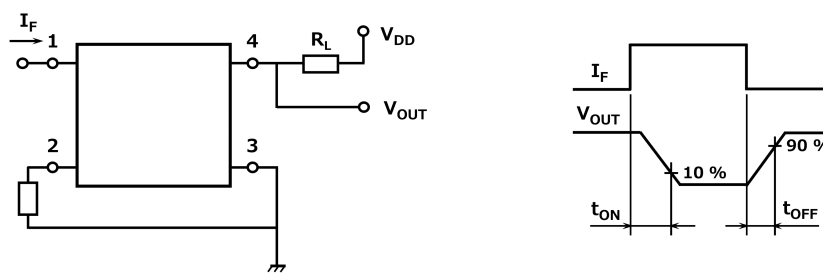 I_F
1
4
R_L
V_DD
V_OUT
2
3
I_F
V_OUT
10 %
90 %
t_ON
t_OFF